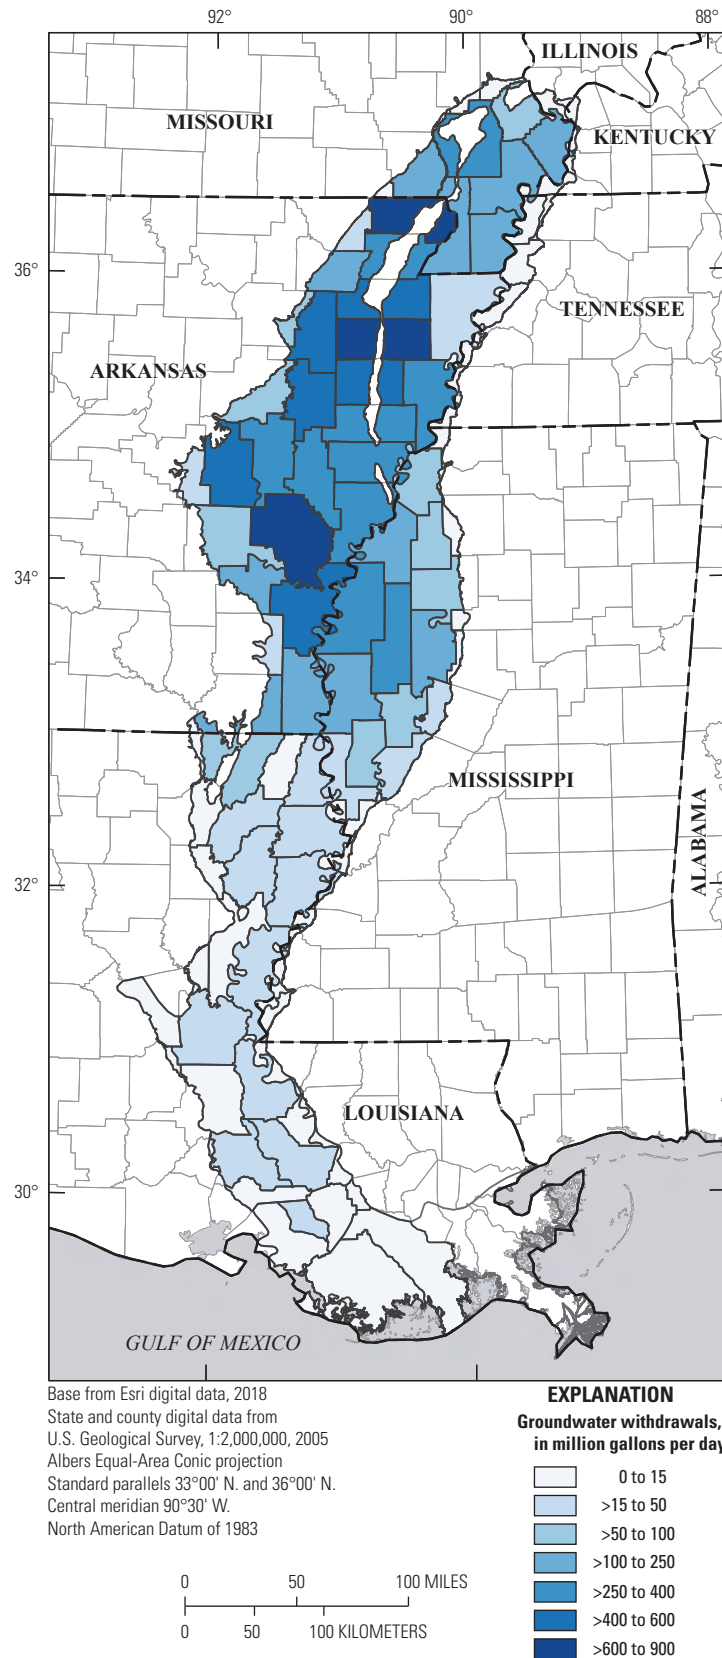 92°
90°
88°
ILLINOIS
MISSOURI
KENTUCKY
36°
TENNESSEE
ARKANSAS
34°
MISSISSIPPI
ALABAMA
32°
LOUISIANA
30°
GULF OF MEXICO
Base from Esri digital data, 2018
State and county digital data from
U.S. Geological Survey, 1:2,000,000, 2005
Albers Equal-Area Conic projection
Standard parallels 33°00' N. and 36°00' N.
Central meridian 90°30' W.
North American Datum of 1983
EXPLANATION
Groundwater withdrawals,
in million gallons per day
0 to 15
>15 to 50
>50 to 100
>100 to 250
>250 to 400
>400 to 600
>600 to 900
0 50 100 MILES
0 50 100 KILOMETERS